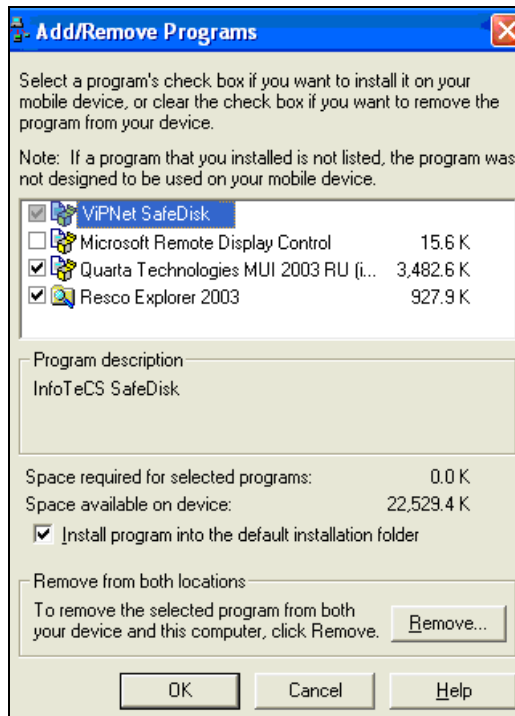 Add/Remove Programs
Select a program's check box if you want to install it on your
mobile device, or clear the check box if you want to remove the
program from your device.
Note: If a program that you installed is not listed, the program was
not designed to be used on your mobile device.
ViPNet SafeDisk
Microsoft Remote Display Control 15.6 K
Quarta Technologies MUI 2003 RU (i... 3,482.6 K
Resco Explorer 2003 927.9 K
Program description
InfoTeCS SafeDisk
Space required for selected programs: 0.0 K
Space available on device: 22,529.4 K
Install program into the default installation folder
Remove from both locations
To remove the selected program from both
your device and this computer, click Remove.
Remove...
OK Cancel Help